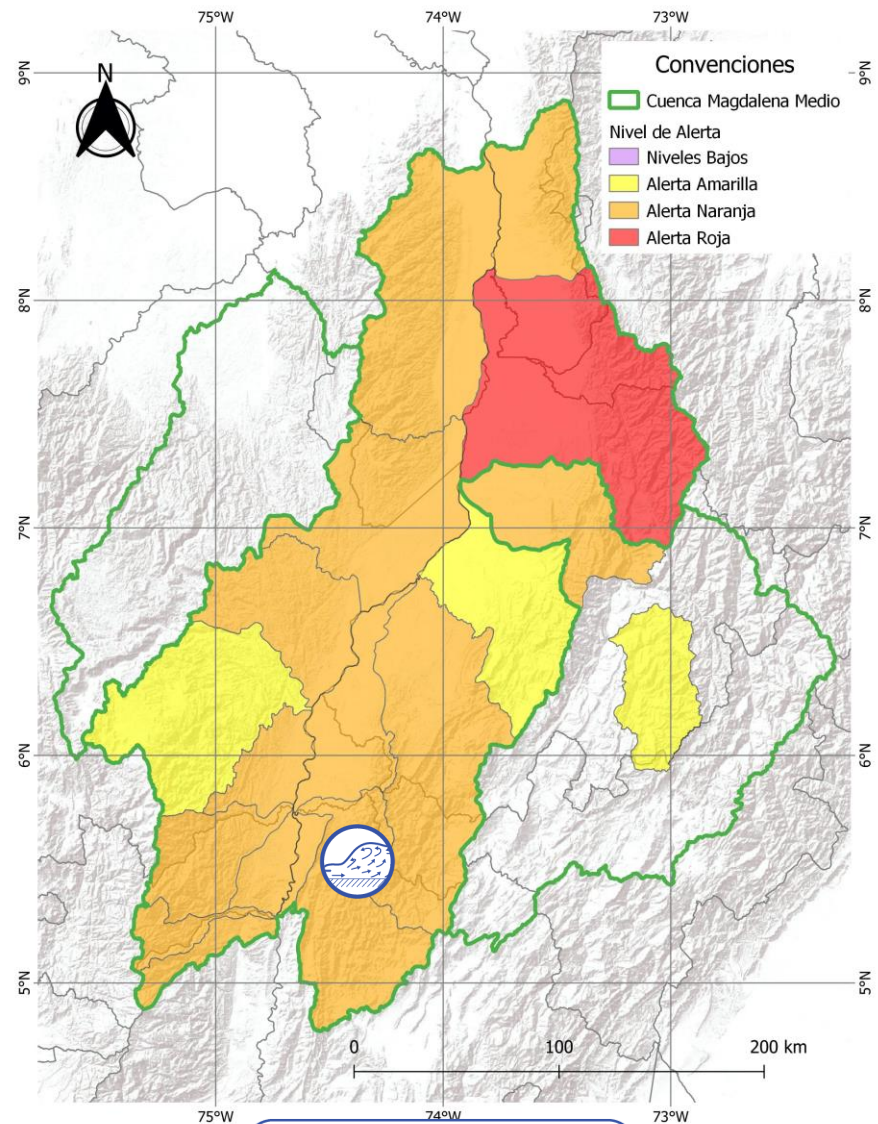 75°W
74°W
73°W
N
Convenciones
Cuenca Magdalena Medio
Nivel de Alerta
Niveles Bajos
Alerta Amarilla
Alerta Naranja
Alerta Roja
9°N
9°N
8°N
8°N
7°N
7°N
6°N
6°N
5°N
5°N
0 100 200 km
75°W
74°W
73°W